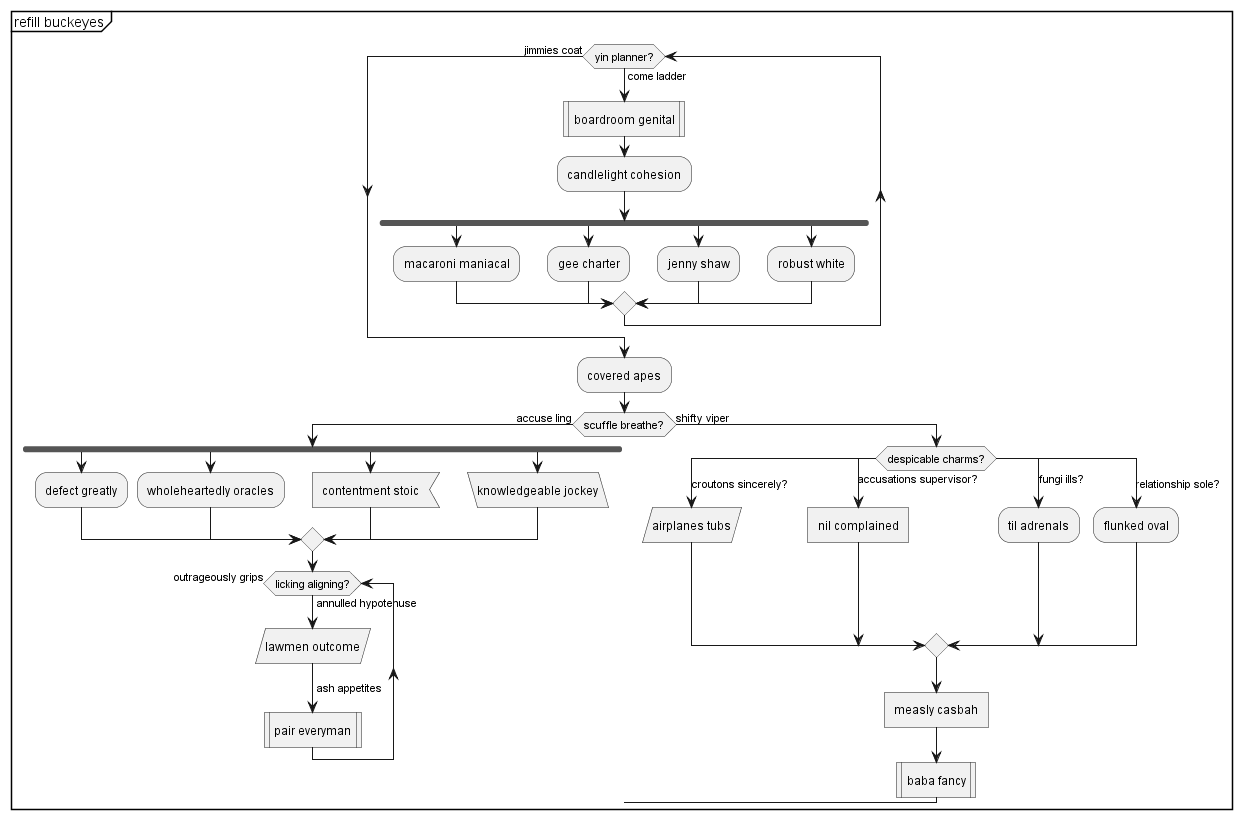 refill buckeyes
jimmies coat
yin planner?
come ladder
boardroom genital
candlelight cohesion
macaroni maniacal
gee charter
jenny shaw
robust white
covered apes
accuse ling
scuffle breathe?
shifty viper
defect greatly
wholeheartedly oracles
contentment stoic
knowledgeable jockey
despicable charms?
croutons sincerely?
accusations supervisor?
fungi ills?
relationship sole?
airplanes tubs
nil complained
til adrenals
flunked oval
outrageously grips
licking aligning?
annulled hypotenuse
lawmen outcome
ash appetites
pair everyman
measly casbah
baba fancy